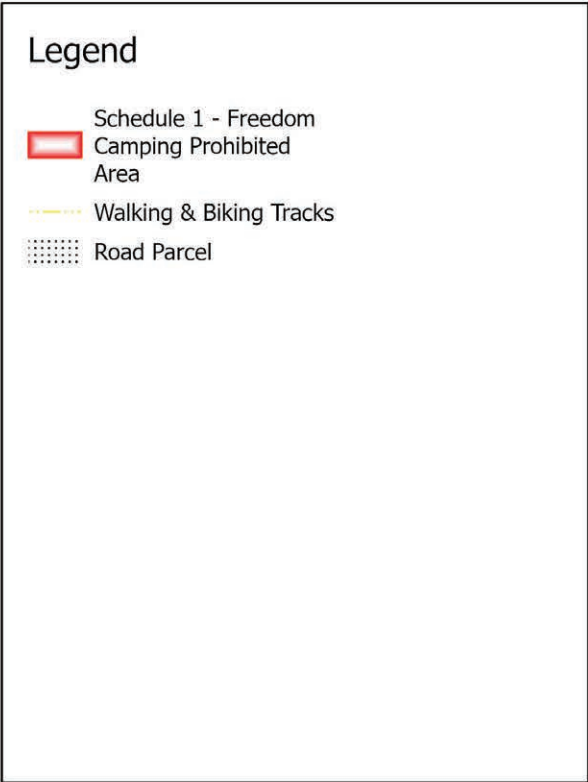 Legend
Schedule 1 - Freedom
Camping Prohibited
Area
Walking & Biking Tracks
Road Parcel